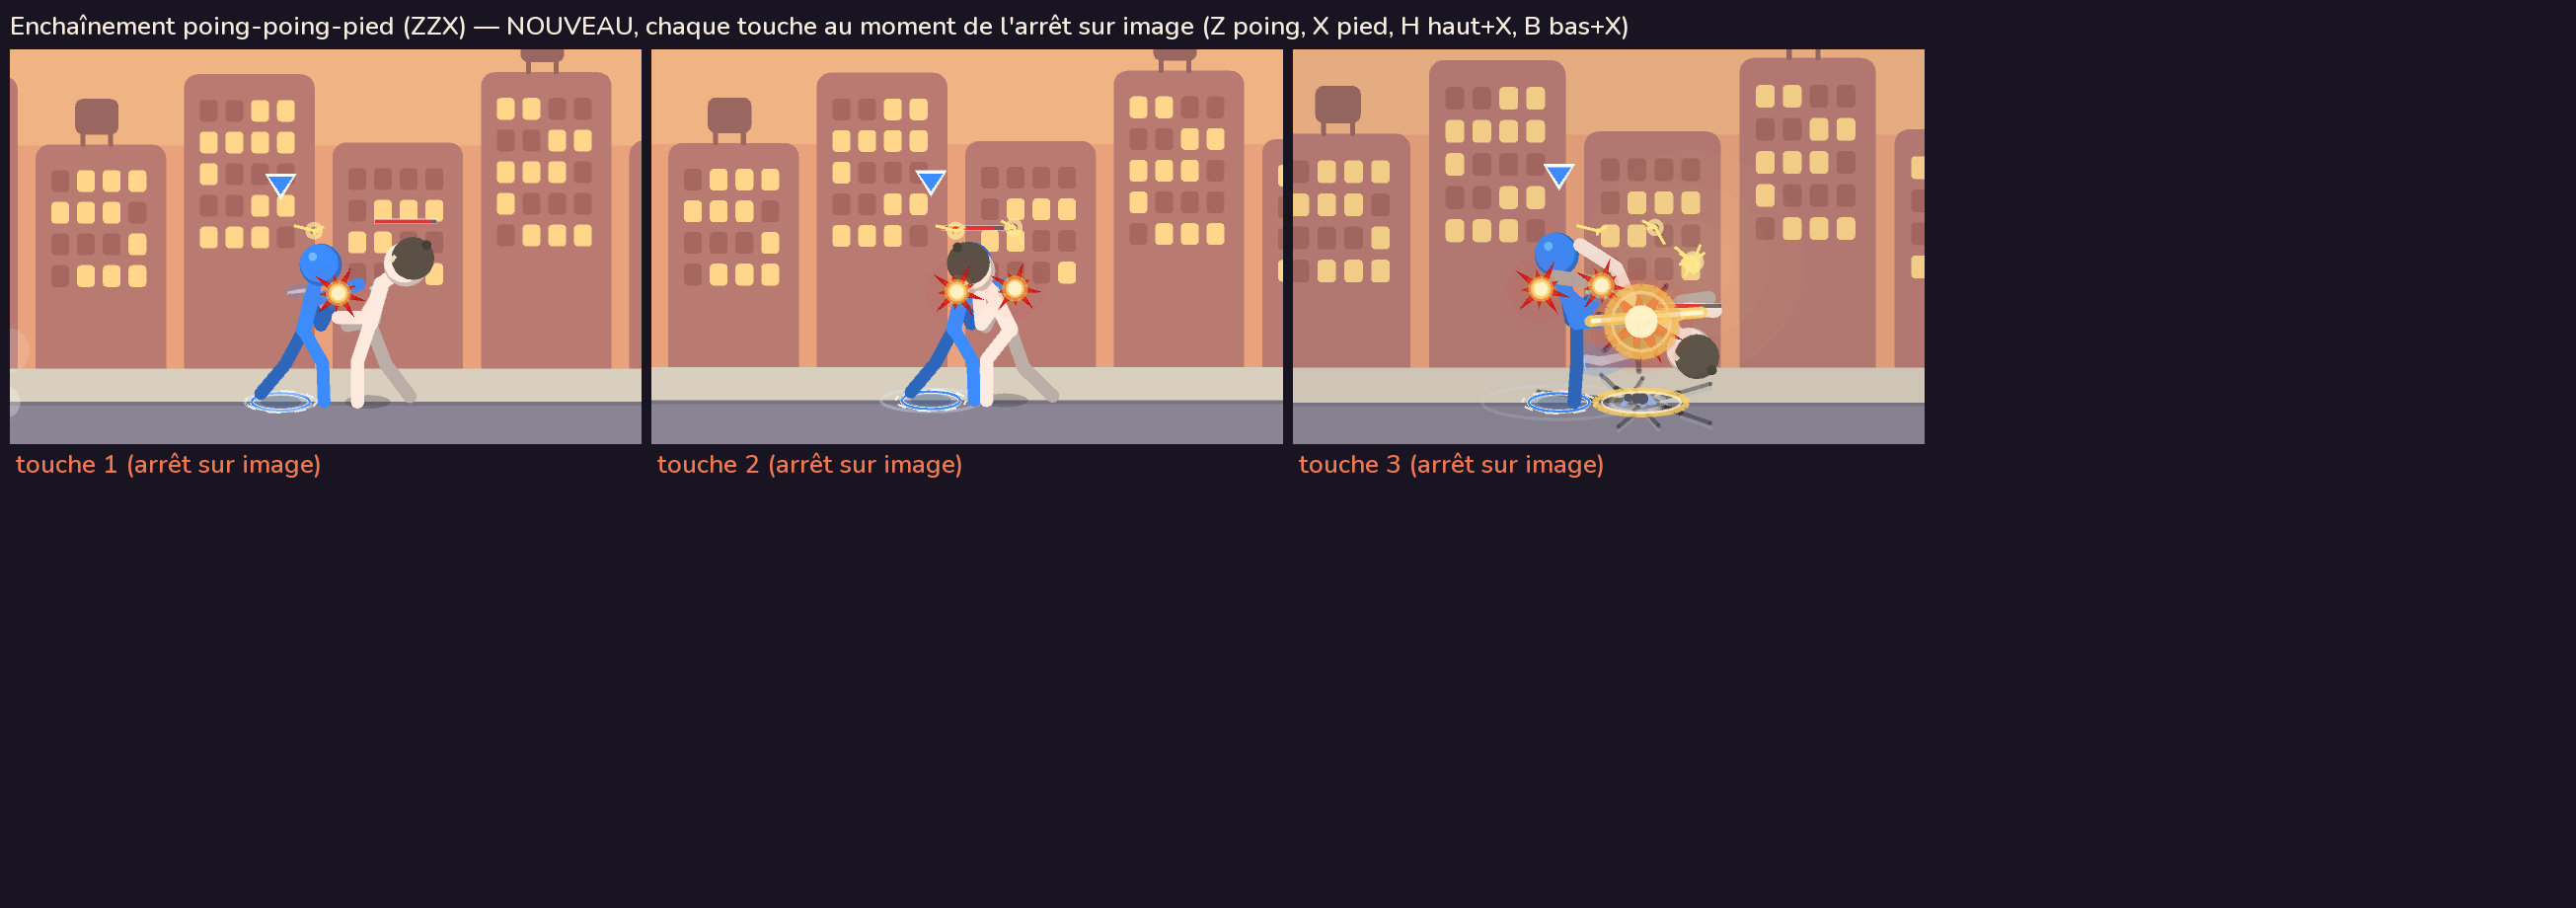 Enchaînement poing-poing-pied (ZZX) — NOUVEAU, chaque touche au moment de l'arrêt sur image (Z poing, X pied, H haut+X, B bas+X)
touche 1 (arrêt sur image)
touche 2 (arrêt sur image)
touche 3 (arrêt sur image)